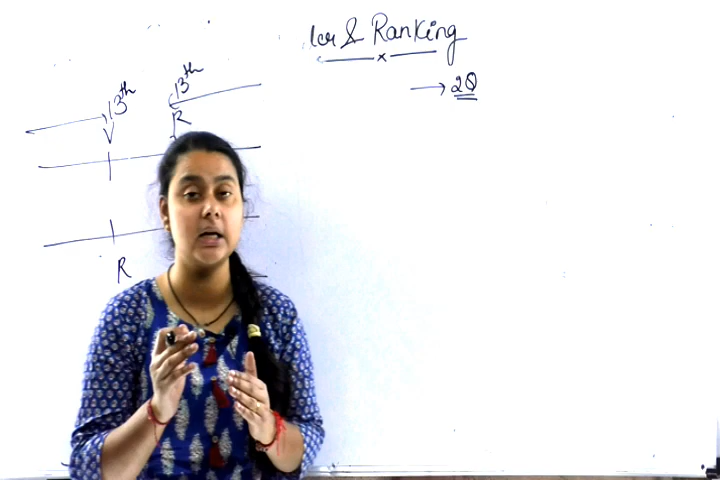 & Ranking
→ 2Q
13th
13th
V
R
R